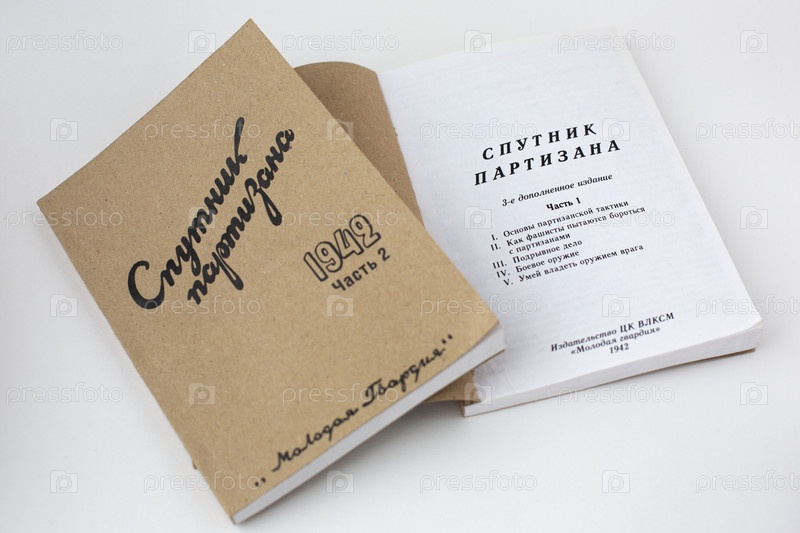 Спутник
партизана
1942
Часть 2
„Молодая Гвардия"
СПУТНИК
ПАРТИЗАНА
3-е дополненное издание
Часть 1
I. Основы партизанской тактики
II. Как фашисты пытаются бороться
с партизанами
III. Подрывное дело
IV. Боевое оружие
V. Умей владеть оружием врага
Издательство ЦК ВЛКСМ
«Молодая гвардия»
1942
pressfoto